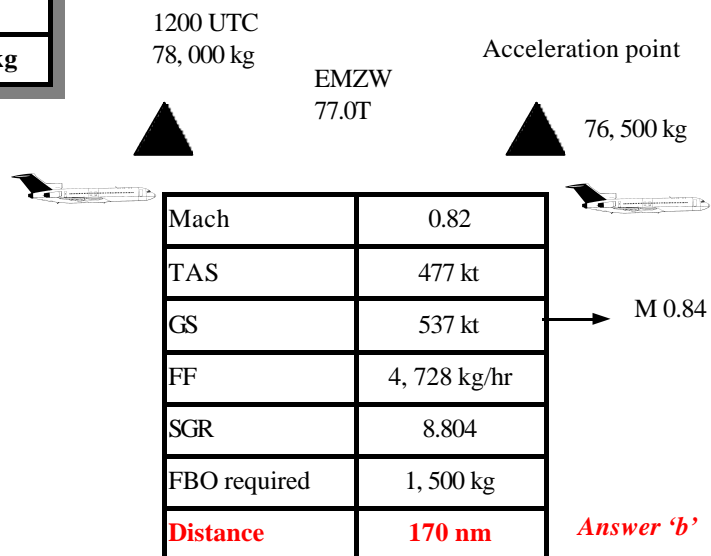 kg
1200 UTC
78, 000 kg
EMZW
77.0T
Acceleration point
76, 500 kg
Mach 0.82
TAS 477 kt
GS 537 kt
M 0.84
FF 4, 728 kg/hr
SGR 8.804
FBO required 1, 500 kg
Distance 170 nm
Answer ‘b’